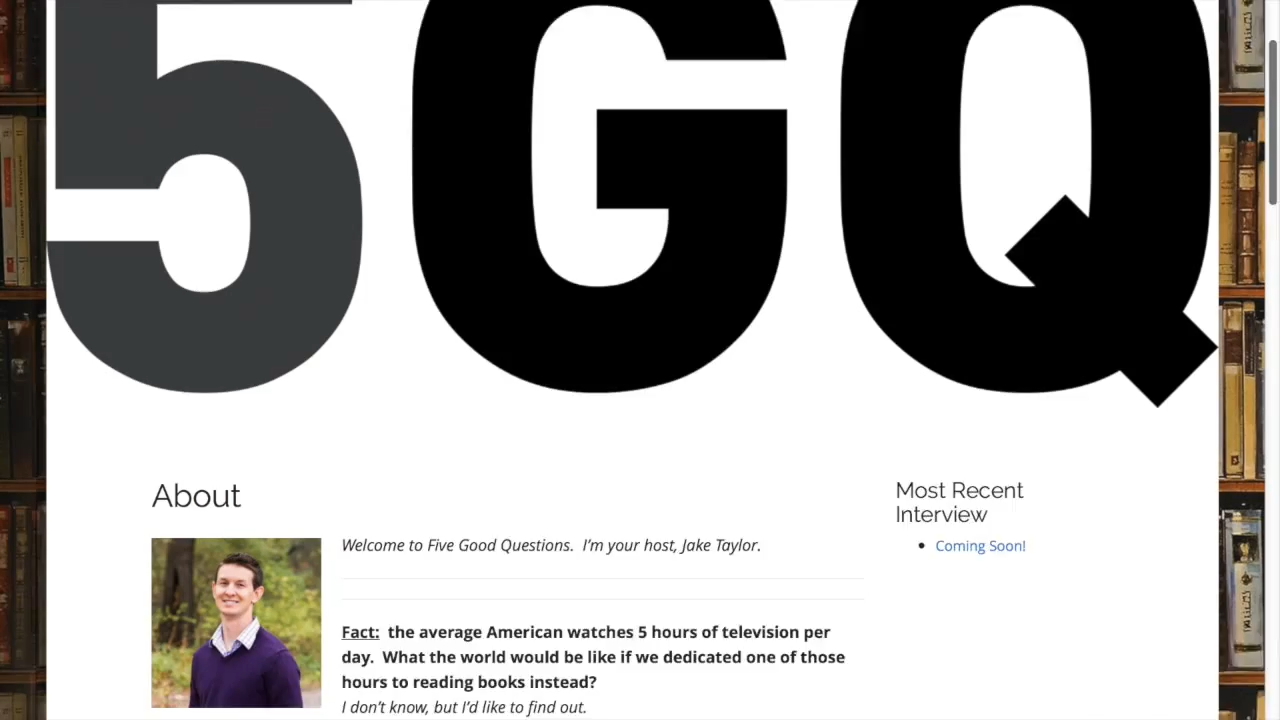 5GQ
About
Most Recent
Interview
Welcome to Five Good Questions.  I'm your host, Jake Taylor.
Coming Soon!
Fact:  the average American watches 5 hours of television per
day.  What the world would be like if we dedicated one of those
hours to reading books instead?
I don't know, but I'd like to find out.